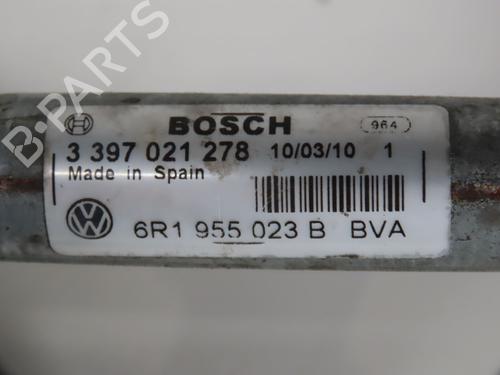 B-PARTS
BOSCH 964
3 397 021 278 10/03/10 1
Made in Spain
6R1 955 023 B BVA